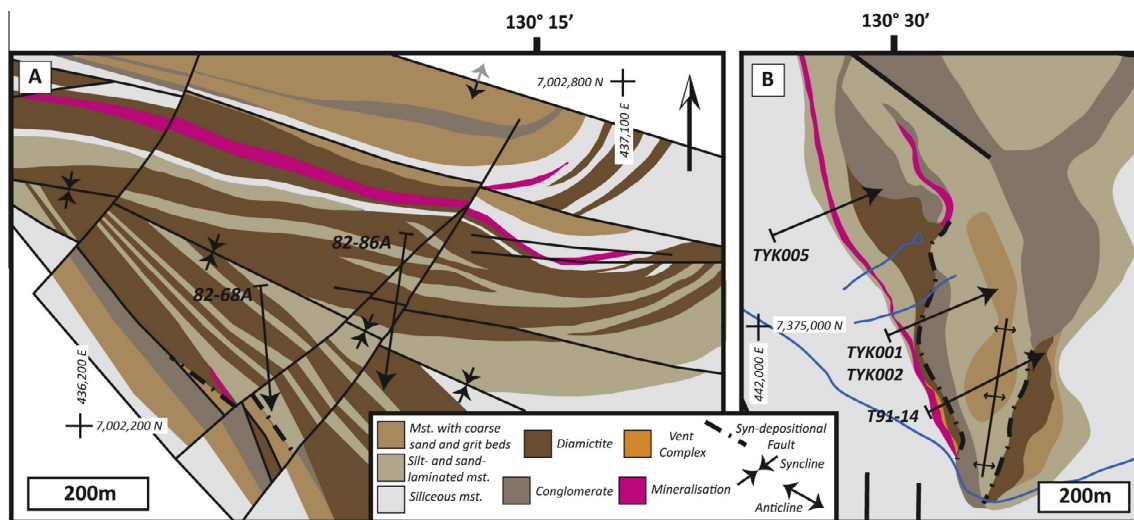 130° 15’
130° 30’
A
7,002,800 N
437,100 E
82-86A
82-68A
436,200 E
7,002,200 N
200m
B
TYK005
7,375,000 N
442,000 E
TYK001
TYK002
T91-14
200m
Mst. with coarse
sand and grit beds
Silt- and sand-
laminated mst.
Siliceous mst.
Diamictite
Conglomerate
Vent
Complex
Mineralisation
Syn-depositional
Fault
Syncline
Anticline